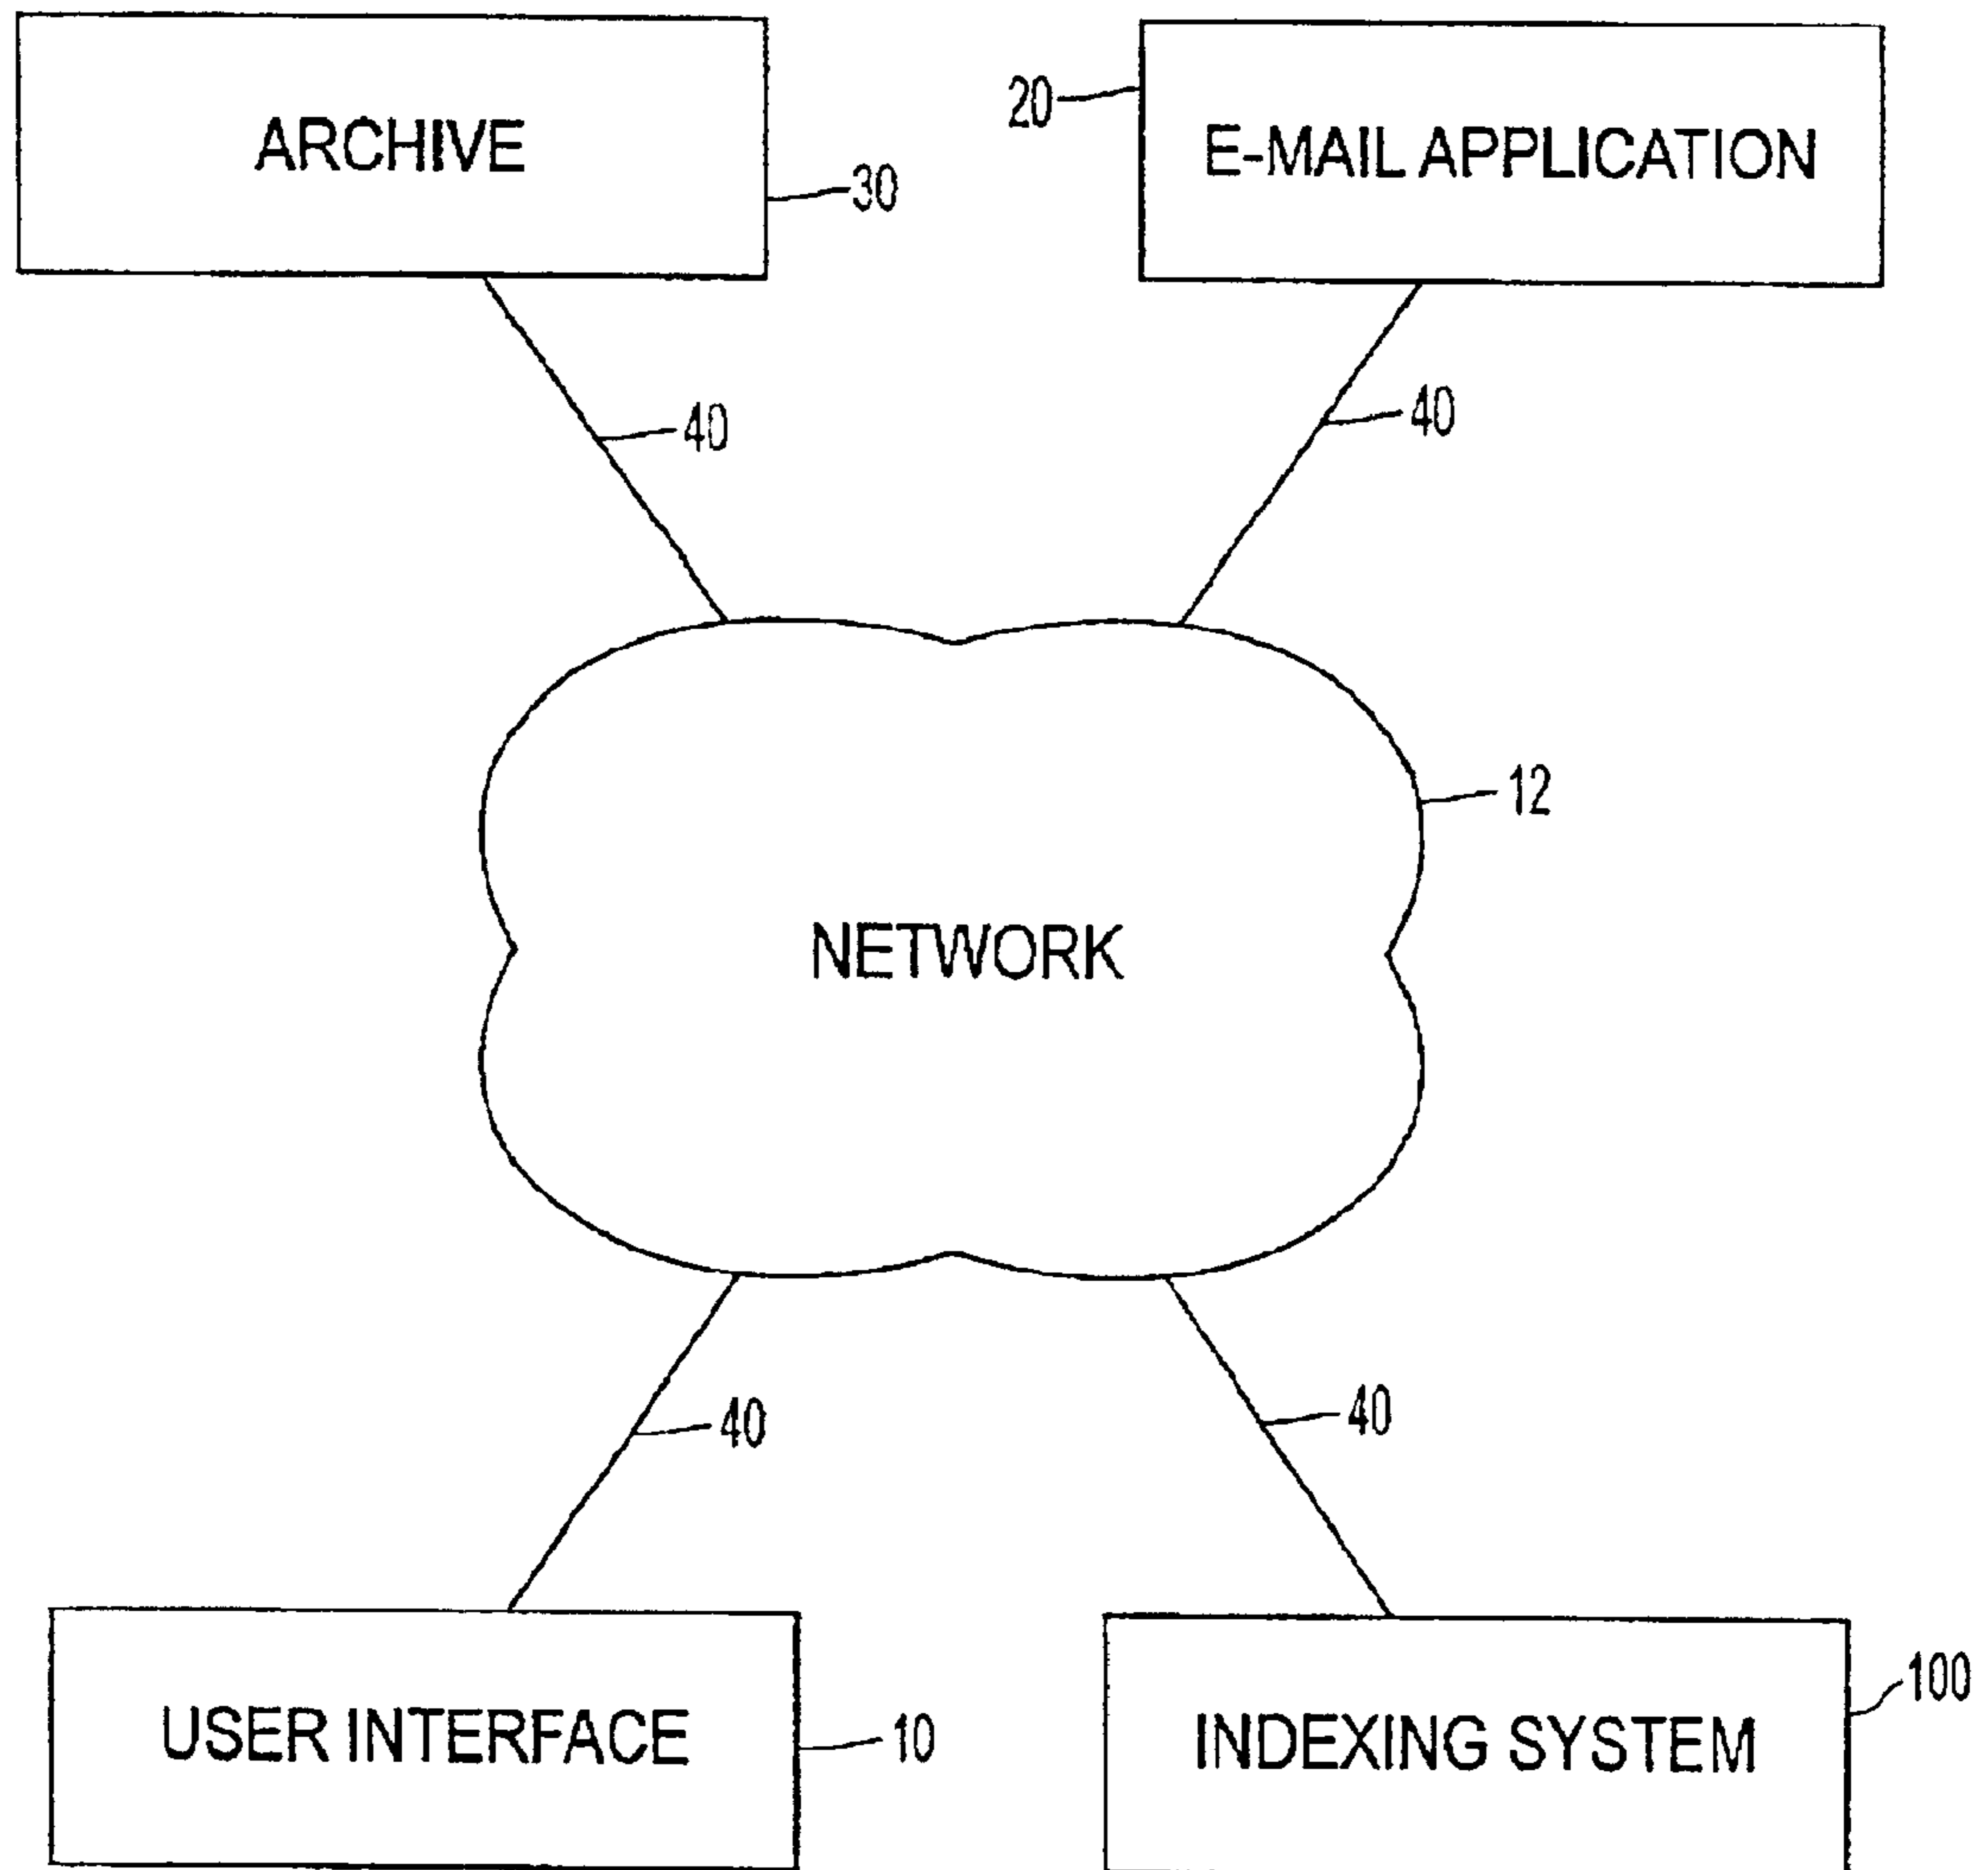 ARCHIVE
30
20
E-MAIL APPLICATION
40
40
12
NETWORK
40
40
USER INTERFACE
10
INDEXING SYSTEM
100